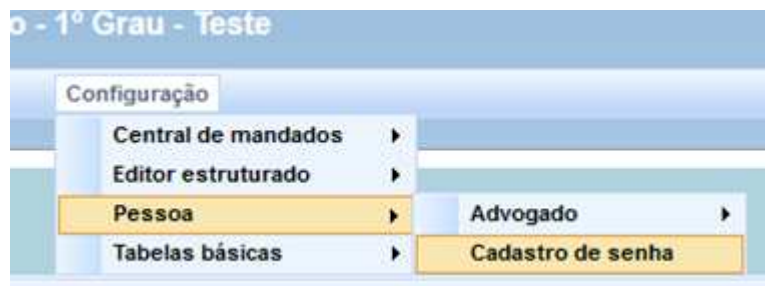 o - 1º Grau - Teste
Configuração
Central de mandados
Editor estruturado
Pessoa
Advogado
Tabelas básicas
Cadastro de senha